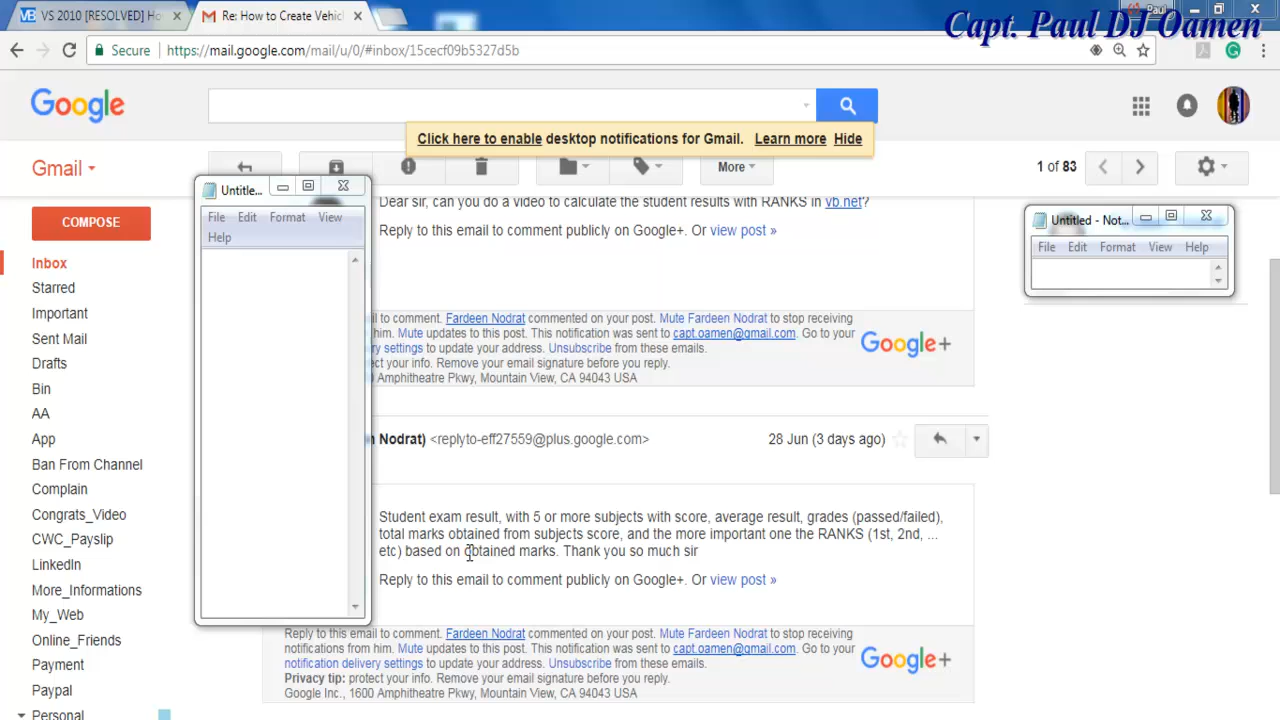 VS 2010 [RESOLVED] Ho
Re: How to Create Vehicl
Paul
Capt. Paul DJ Oamen
Secure
https://mail.google.com/mail/u/0/#inbox/15cecf09b5327d5b
Google
Click here to enable desktop notifications for Gmail. Learn more Hide
Gmail
More
1 of 83
COMPOSE
Inbox
Starred
Important
Sent Mail
Drafts
Bin
AA
App
Ban From Channel
Complain
Congrats_Video
CWC_Payslip
LinkedIn
More_Informations
My_Web
Online_Friends
Payment
Paypal
Personal
Untitle...
File Edit Format View
Help
Dear sir, can you do a video to calculate the student results with RANKS in vb.net?
Reply to this email to comment publicly on Google+. Or view post »
il to comment. Fardeen Nodrat commented on your post. Mute Fardeen Nodrat to stop receiving
him. Mute updates to this post. This notification was sent to capt.oamen@gmail.com. Go to your
ry settings to update your address. Unsubscribe from these emails.
tect your info. Remove your email signature before you reply.
0 Amphitheatre Pkwy, Mountain View, CA 94043 USA
Google+
n Nodrat) <replyto-eff27559@plus.google.com>
28 Jun (3 days ago)
Student exam result, with 5 or more subjects with score, average result, grades (passed/failed),
total marks obtained from subjects score, and the more important one the RANKS (1st, 2nd, ...
etc) based on obtained marks. Thank you so much sir
Reply to this email to comment publicly on Google+. Or view post »
Reply to this email to comment. Fardeen Nodrat commented on your post. Mute Fardeen Nodrat to stop receiving
notifications from him. Mute updates to this post. This notification was sent to capt.oamen@gmail.com. Go to your
notification delivery settings to update your address. Unsubscribe from these emails.
Privacy tip: protect your info. Remove your email signature before you reply.
Google Inc., 1600 Amphitheatre Pkwy, Mountain View, CA 94043 USA
Google+
Untitled - Not...
File Edit Format View Help